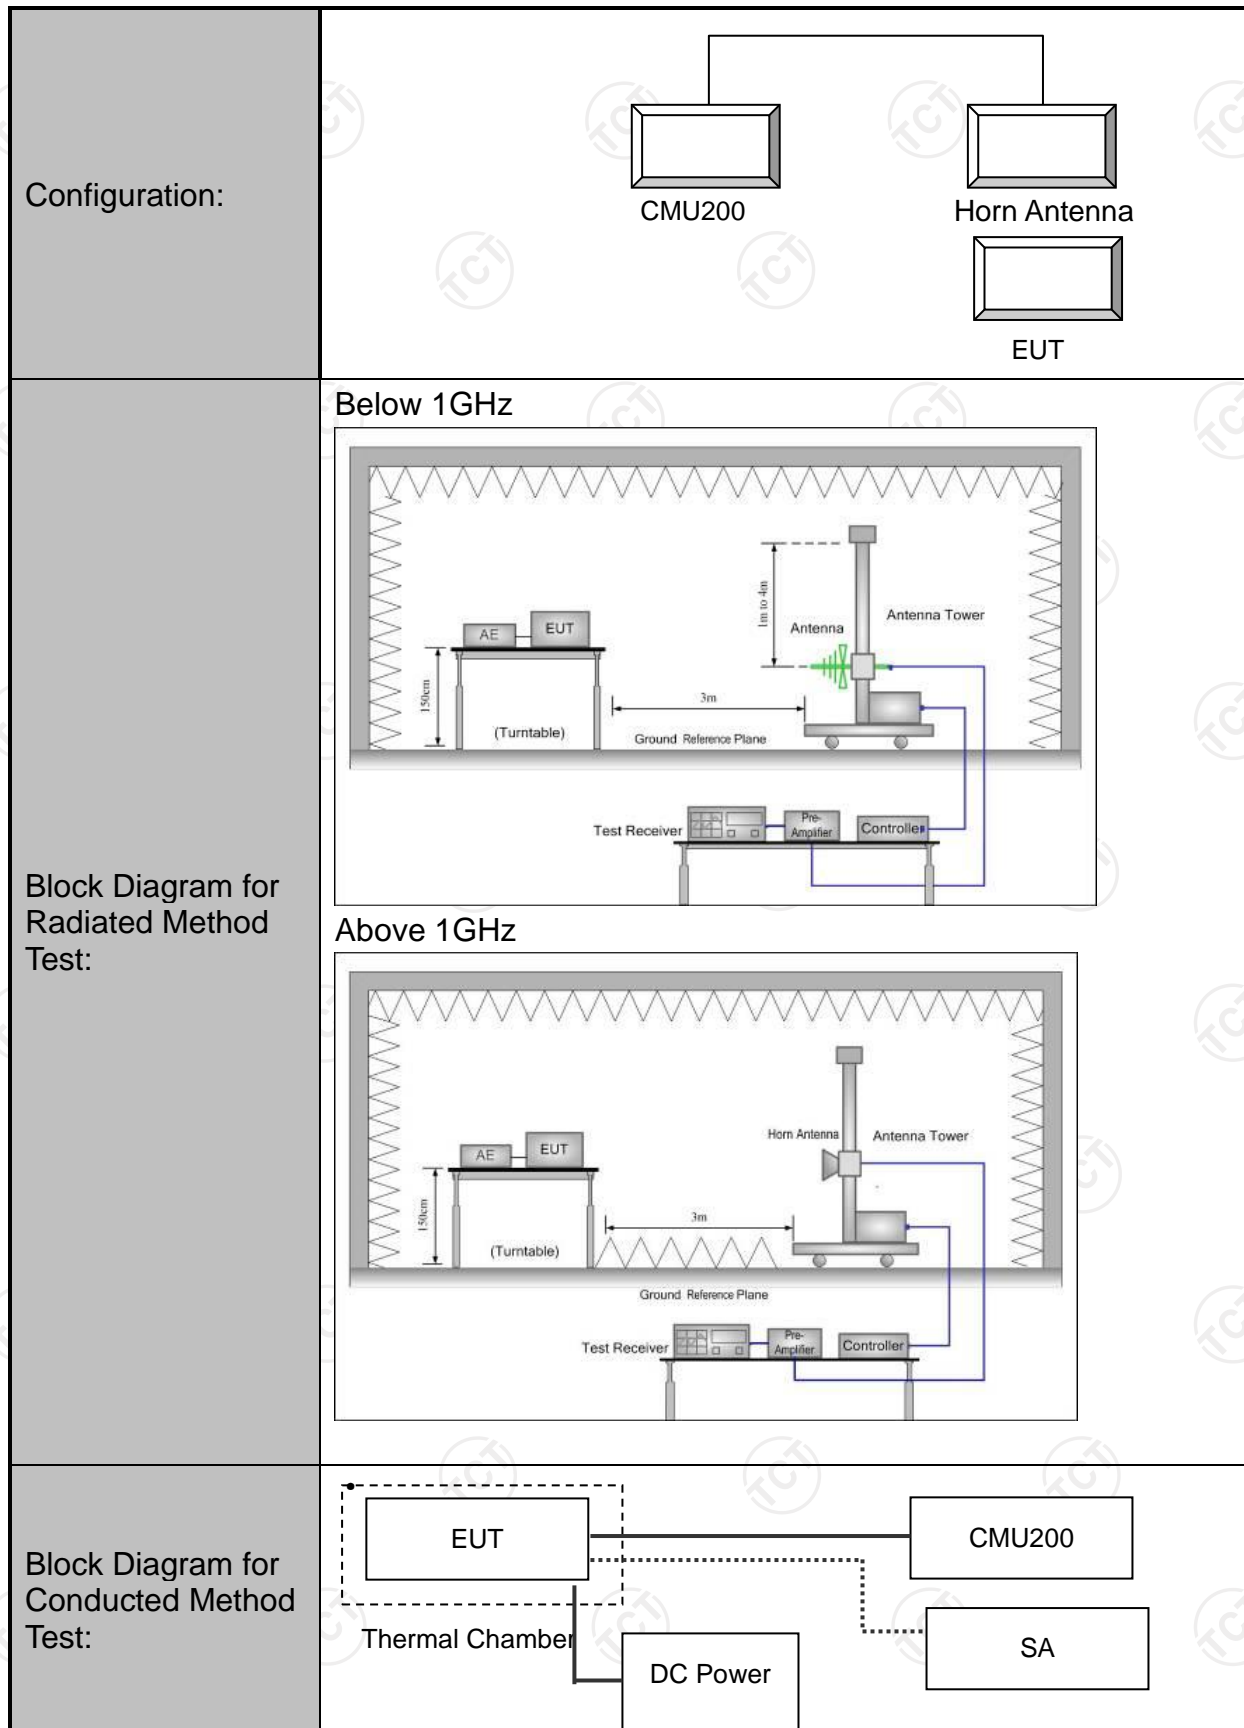 Configuration:
CMU200
Horn Antenna
EUT
Block Diagram for
Radiated Method
Test:
Below 1GHz
1m to 4m
Antenna
Antenna Tower
AE
EUT
150cm
3m
(Turntable)
Ground Reference Plane
Test Receiver
Pre-
Amplifier
Controller
Above 1GHz
Horn Antenna
Antenna Tower
AE
EUT
150cm
3m
(Turntable)
Ground Reference Plane
Test Receiver
Pre-
Amplifier
Controller
Block Diagram for
Conducted Method
Test:
EUT
CMU200
Thermal Chamber
SA
DC Power
TCT